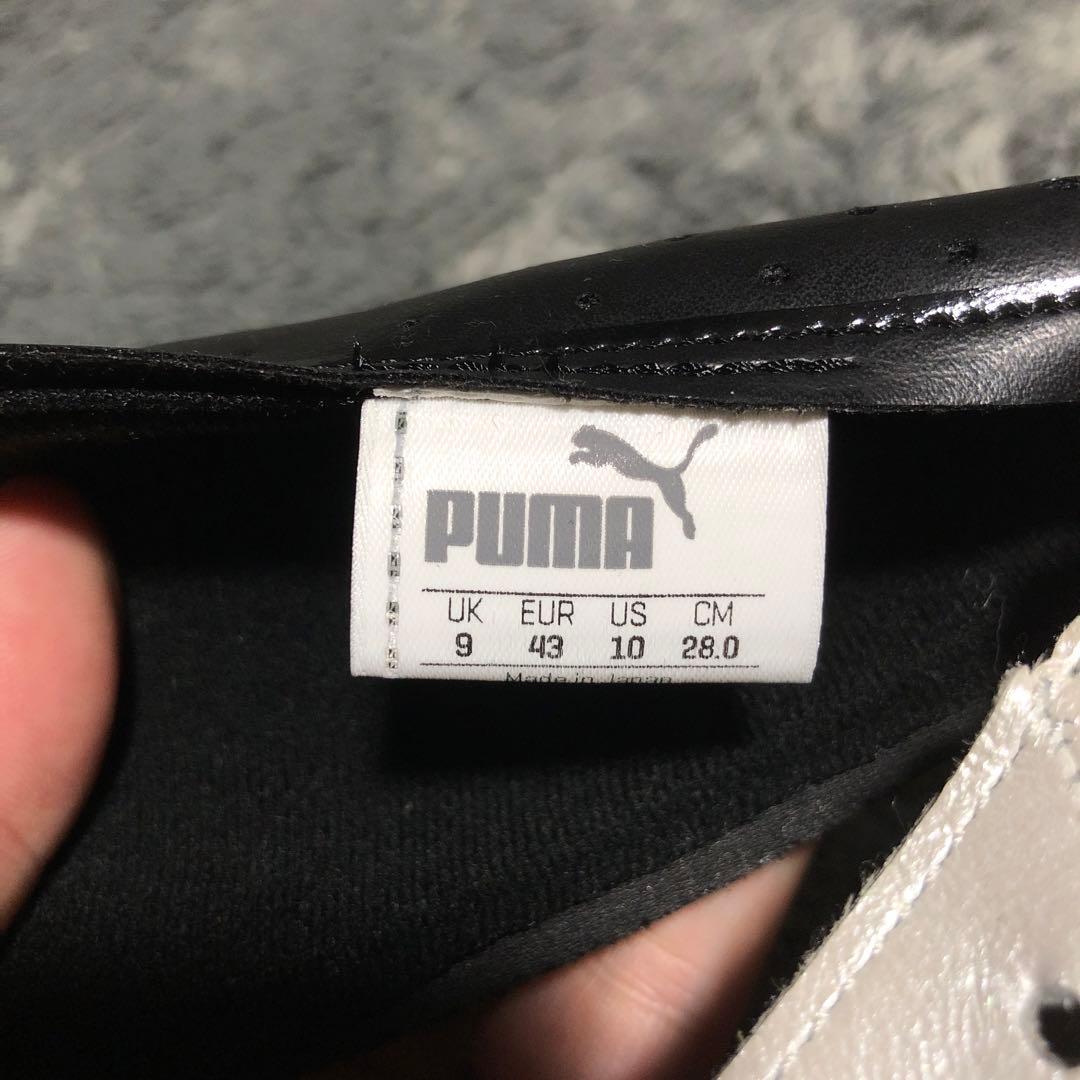 PUMA
UK EUR US CM
9 43 10 28.0
Made in Japan